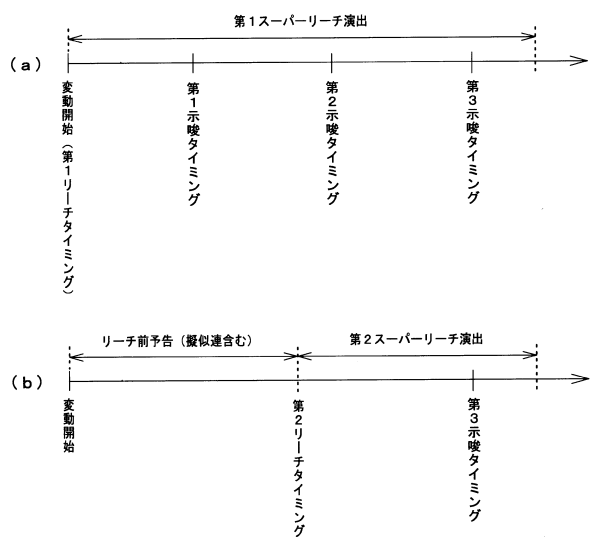 第1スーパーリーチ演出
(a)
変動開始(第1リーチタイミング)
第1示唆タイミング
第2示唆タイミング
第3示唆タイミング
リーチ前予告(擬似連含む)
第2スーパーリーチ演出
(b)
変動開始
第2リーチタイミング
第3示唆タイミング